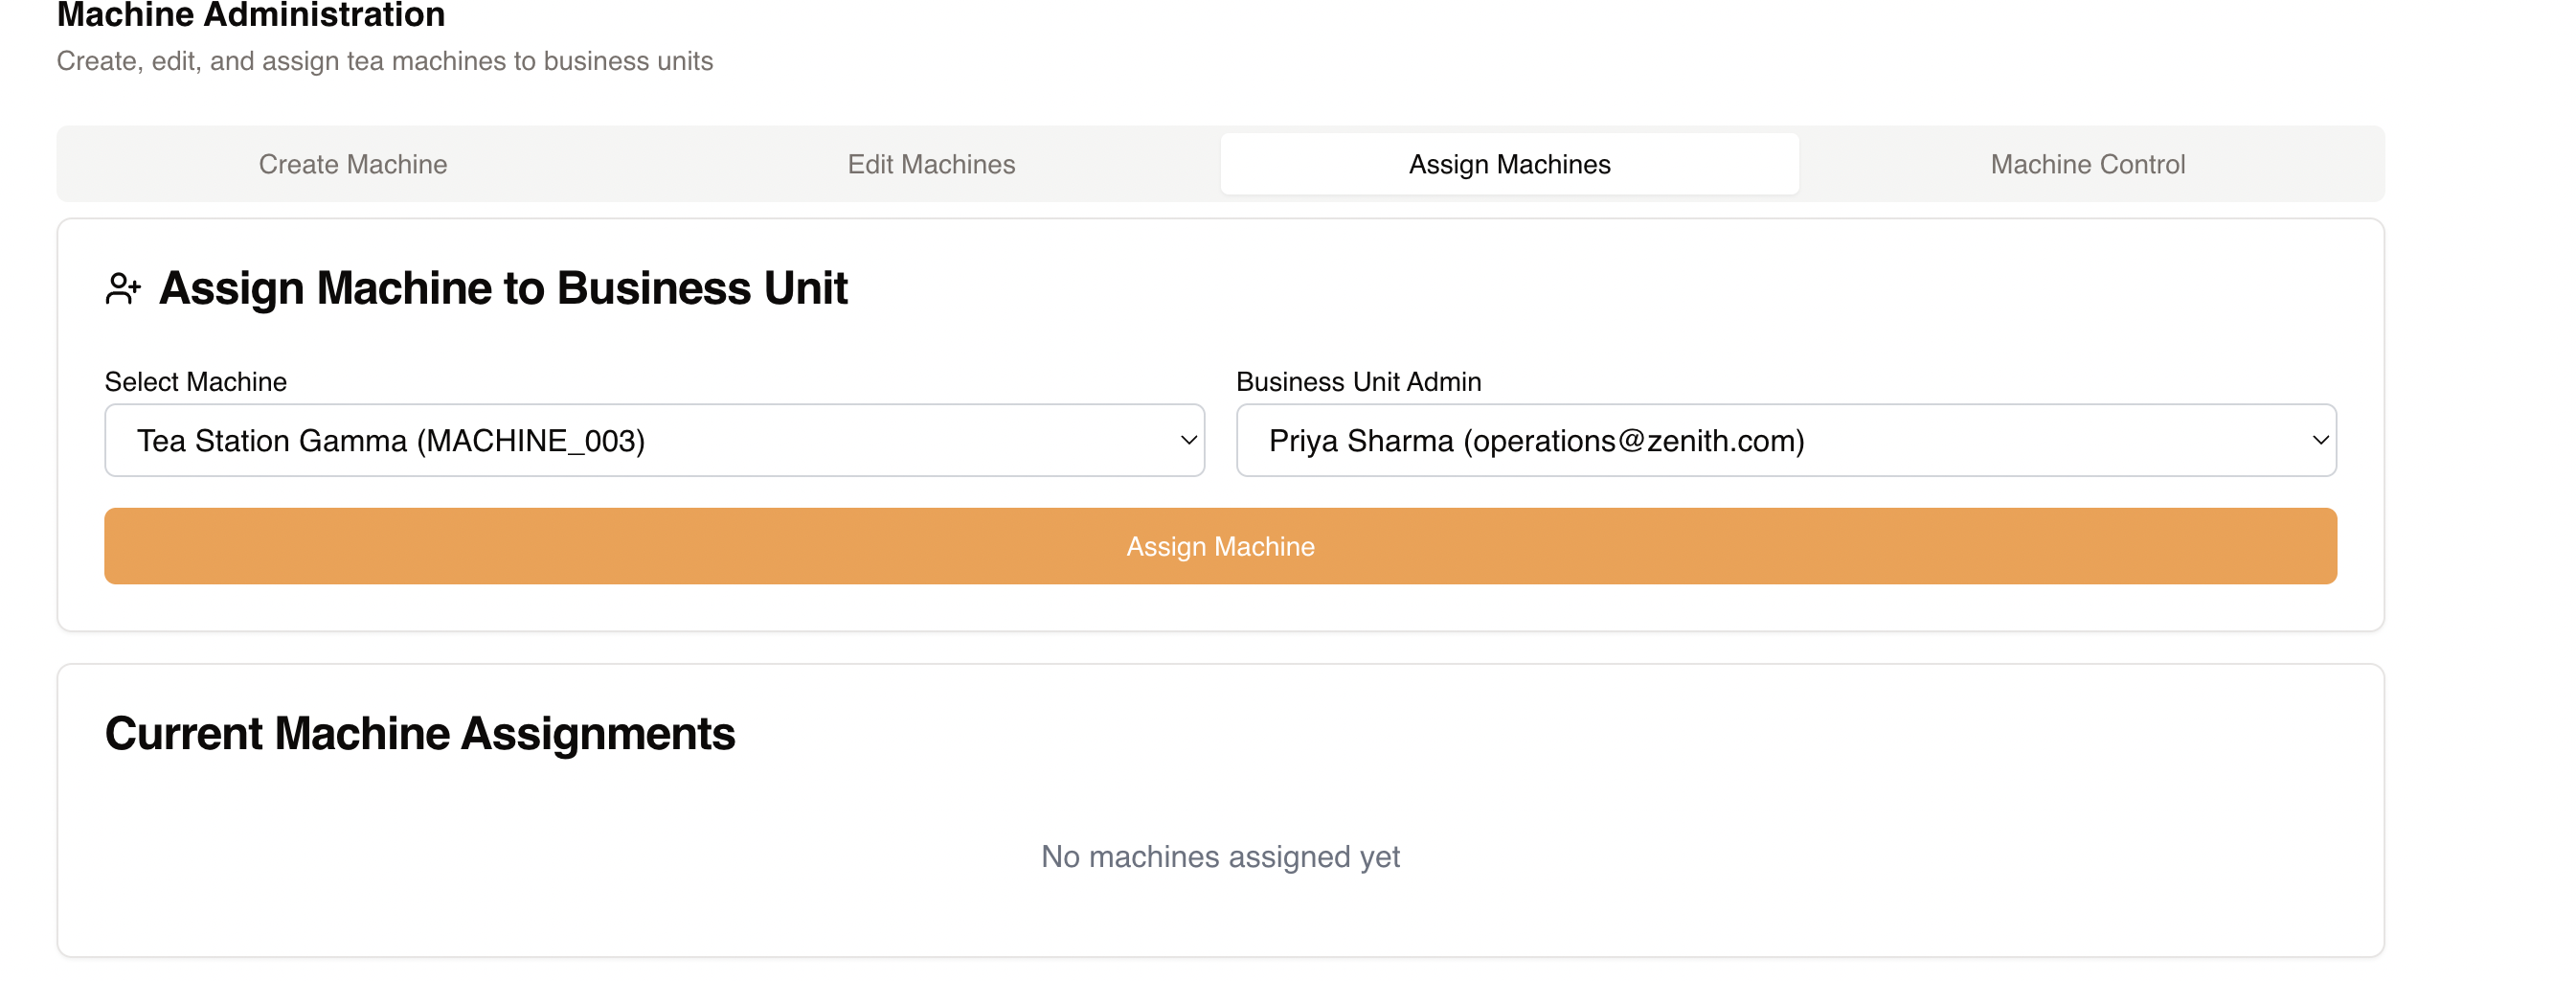 Machine Administration
Create, edit, and assign tea machines to business units
Create Machine
Edit Machines
Assign Machines
Machine Control
Assign Machine to Business Unit
Select Machine
Business Unit Admin
Tea Station Gamma (MACHINE_003)
Priya Sharma (operations@zenith.com)
Assign Machine
Current Machine Assignments
No machines assigned yet